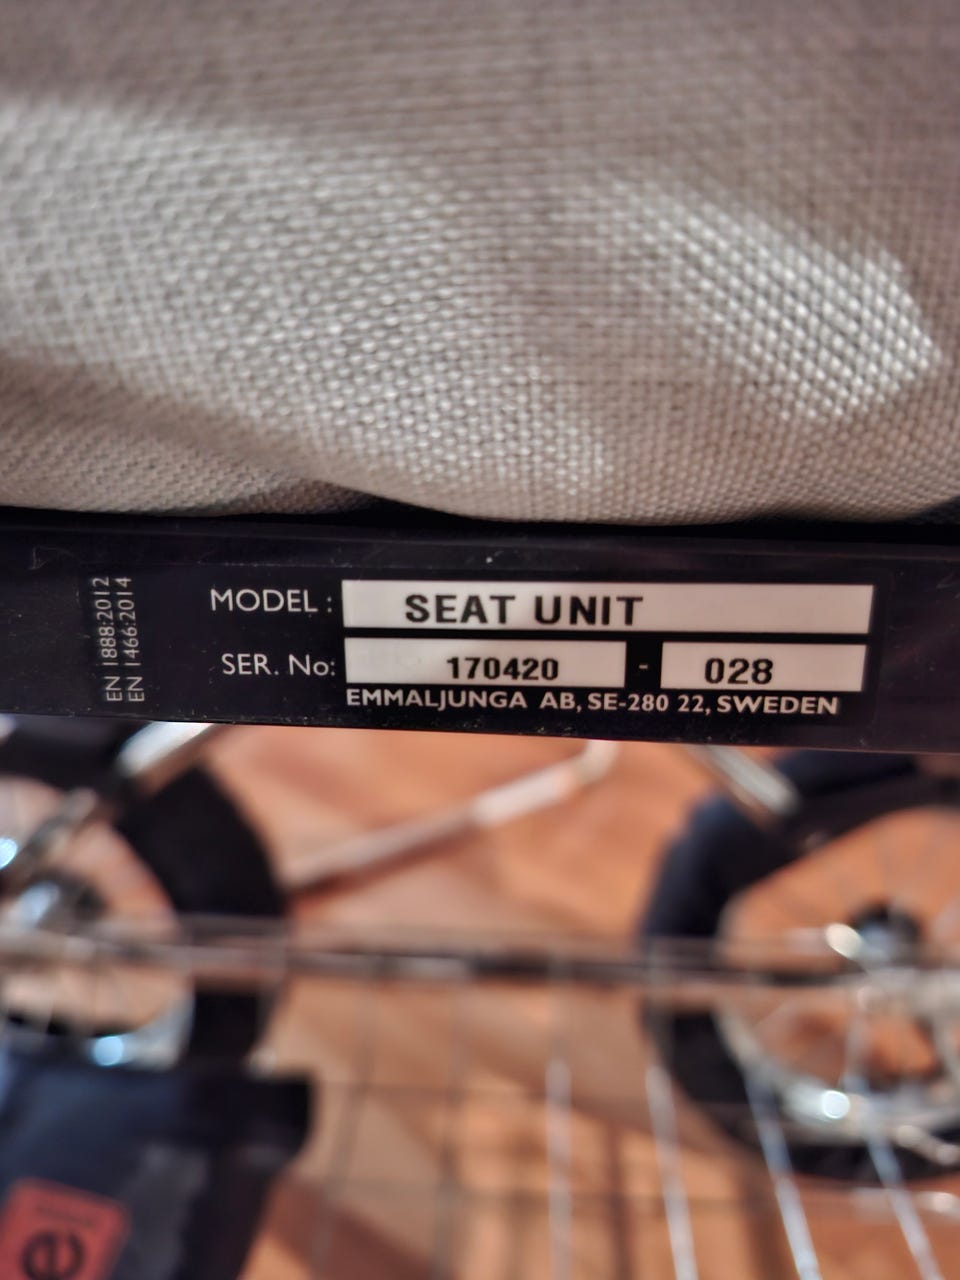 EN 1888:2012
EN 1466:2014
MODEL : SEAT UNIT
SER. No: 170420 - 028
EMMALJUNGA AB, SE-280 22, SWEDEN
e